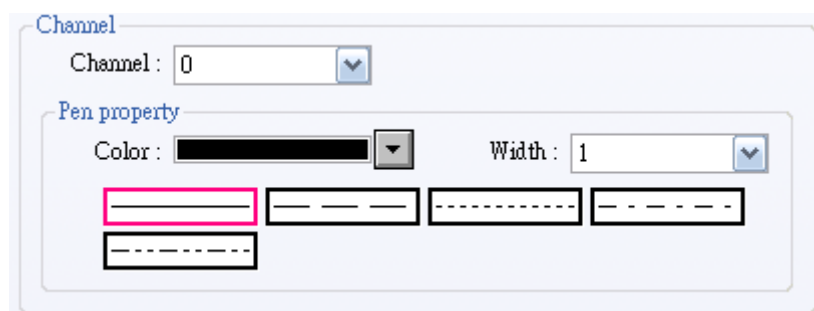 Channel
Channel : 0
Pen property
Color : Width : 1